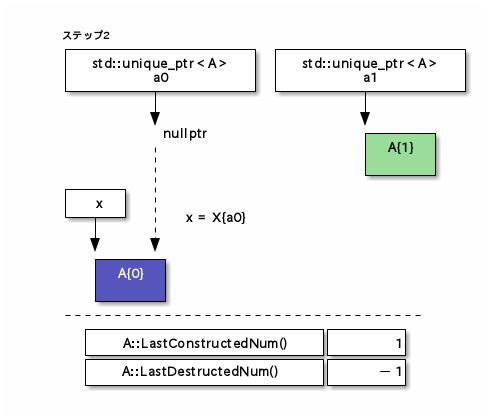 ステップ2
std::unique_ptr<A>
a0
std::unique_ptr<A>
a1
nullptr
A{1}
x
x = X{a0}
A{0}
A::LastConstructedNum()
1
A::LastDestructedNum()
－1